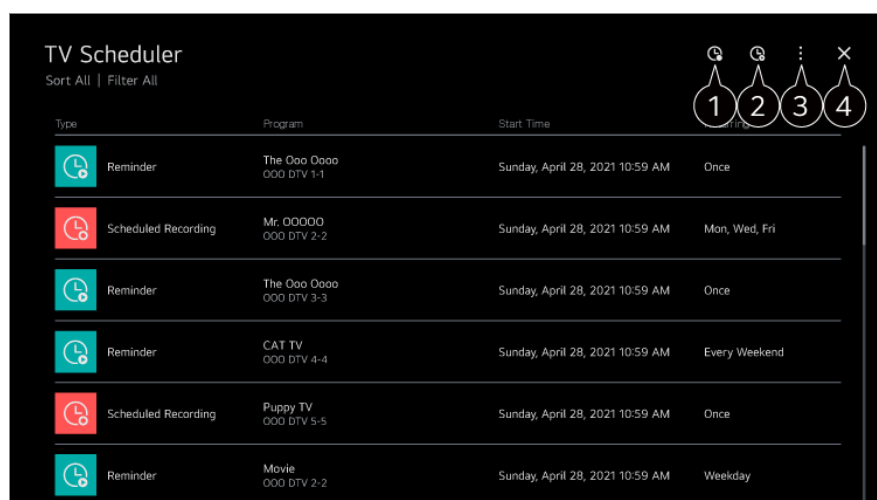 TV Scheduler
Sort All | Filter All
1 2 3 4
Type Program Start Time
Reminder The Ooo Oooo Sunday, April 28, 2021 10:59 AM Once
OOO DTV 1-1
Scheduled Recording Mr. OOOOO Sunday, April 28, 2021 10:59 AM Mon, Wed, Fri
OOO DTV 2-2
Reminder The Ooo Oooo Sunday, April 28, 2021 10:59 AM Once
OOO DTV 3-3
Reminder CAT TV Sunday, April 28, 2021 10:59 AM Every Weekend
OOO DTV 4-4
Scheduled Recording Puppy TV Sunday, April 28, 2021 10:59 AM Once
OOO DTV 5-5
Reminder Movie Sunday, April 28, 2021 10:59 AM Weekday
OOO DTV 2-2